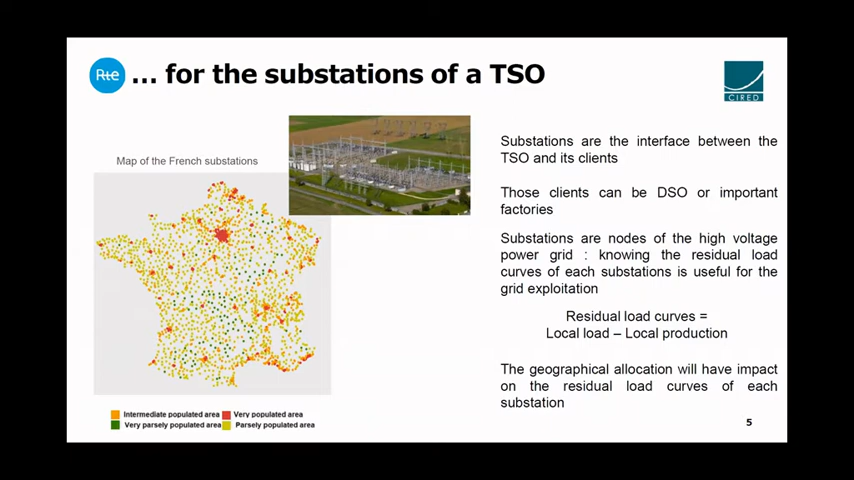 Rte
… for the substations of a TSO
CIRED
Map of the French substations
Substations are the interface between the
TSO and its clients
Those clients can be DSO or important
factories
Substations are nodes of the high voltage
power grid : knowing the residual load
curves of each substations is useful for the
grid exploitation
Residual load curves =
Local load – Local production
The geographical allocation will have impact
on the residual load curves of each
substation
Intermediate populated area
Very populated area
Very parsely populated area
Parsely populated area
5